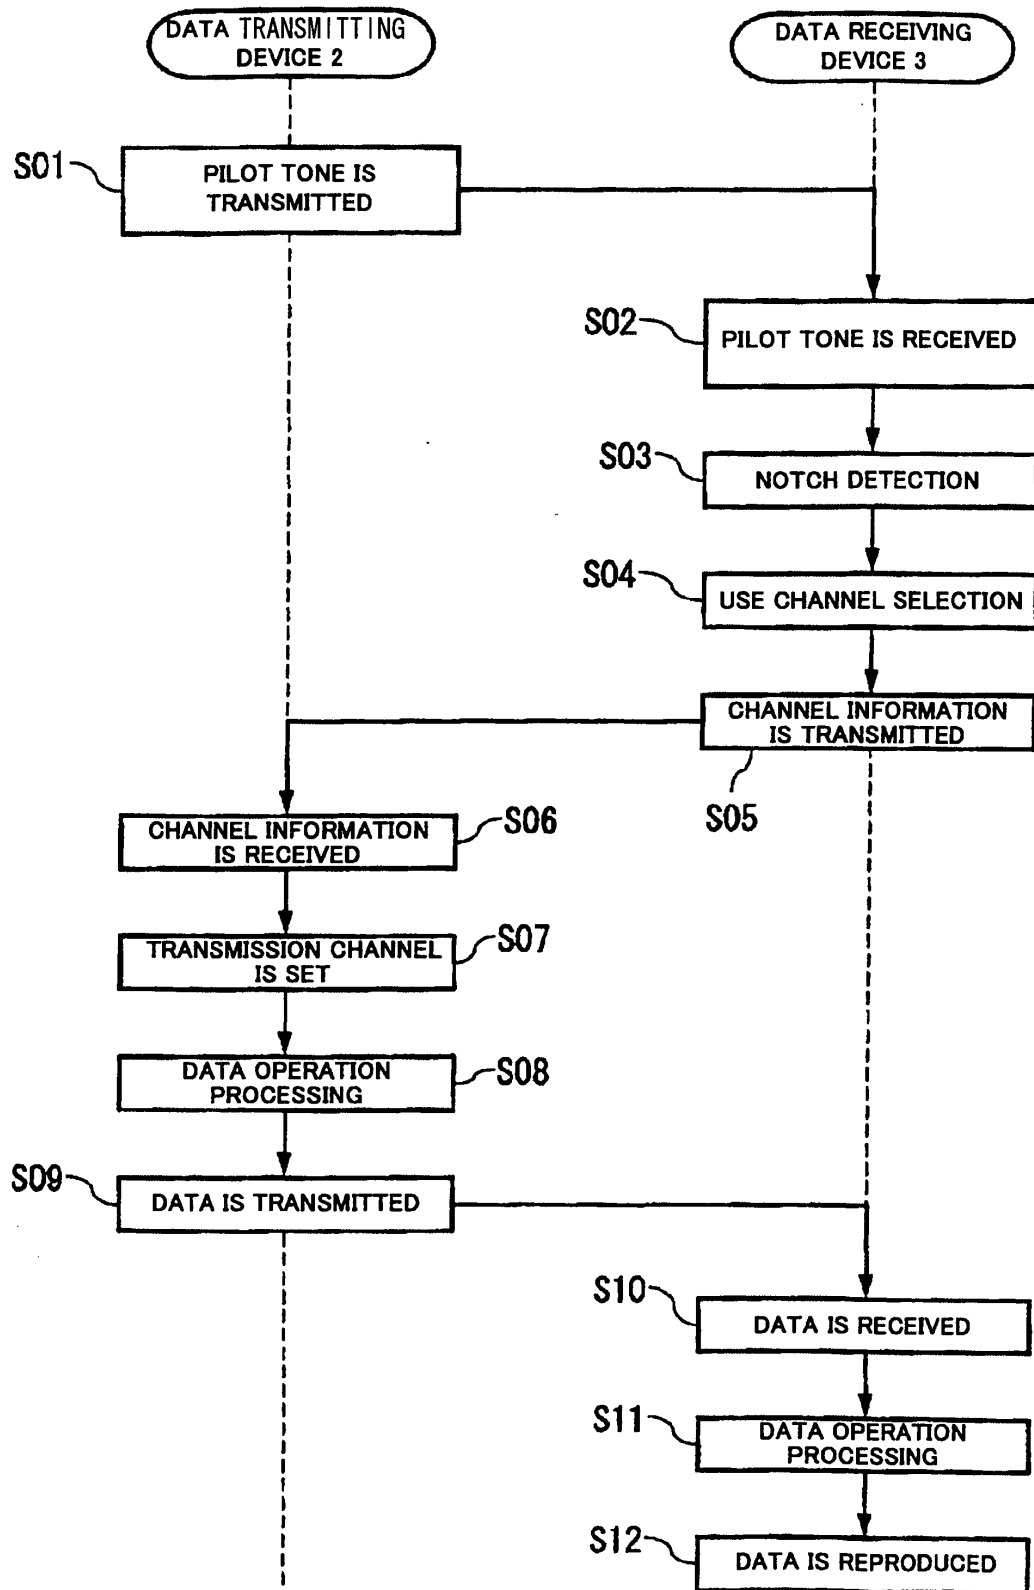 DATA TRANSMITTING
DEVICE 2
DATA RECEIVING
DEVICE 3
S01
PILOT TONE IS
TRANSMITTED
S02
PILOT TONE IS RECEIVED
S03
NOTCH DETECTION
S04
USE CHANNEL SELECTION
CHANNEL INFORMATION
IS TRANSMITTED
S05
CHANNEL INFORMATION
IS RECEIVED
S06
TRANSMISSION CHANNEL
IS SET
S07
DATA OPERATION
PROCESSING
S08
S09
DATA IS TRANSMITTED
S10
DATA IS RECEIVED
S11
DATA OPERATION
PROCESSING
S12
DATA IS REPRODUCED